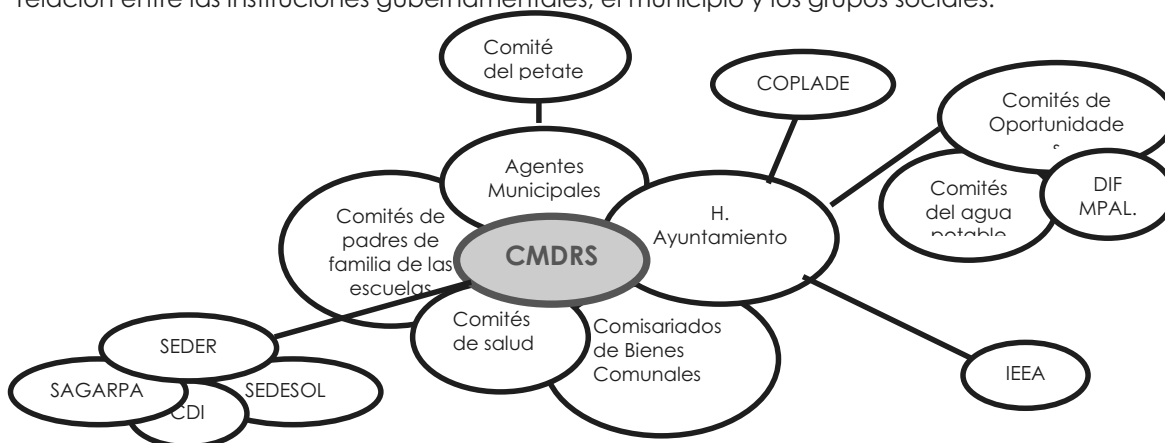 relación entre las instituciones gubernamentales, el municipio y los grupos sociales.
Comité
del petate
COPLADE
Comités de
Oportunidade
s
Agentes
Municipales
Comités
del agua
potable
DIF
MPAL.
Comités de
padres de
familia de las
escuelas
H.
Ayuntamiento
CMDRS
Comités
de salud
Comisariados
de Bienes
Comunales
SEDER
IEEA
SAGARPA
SEDESOL
CDI